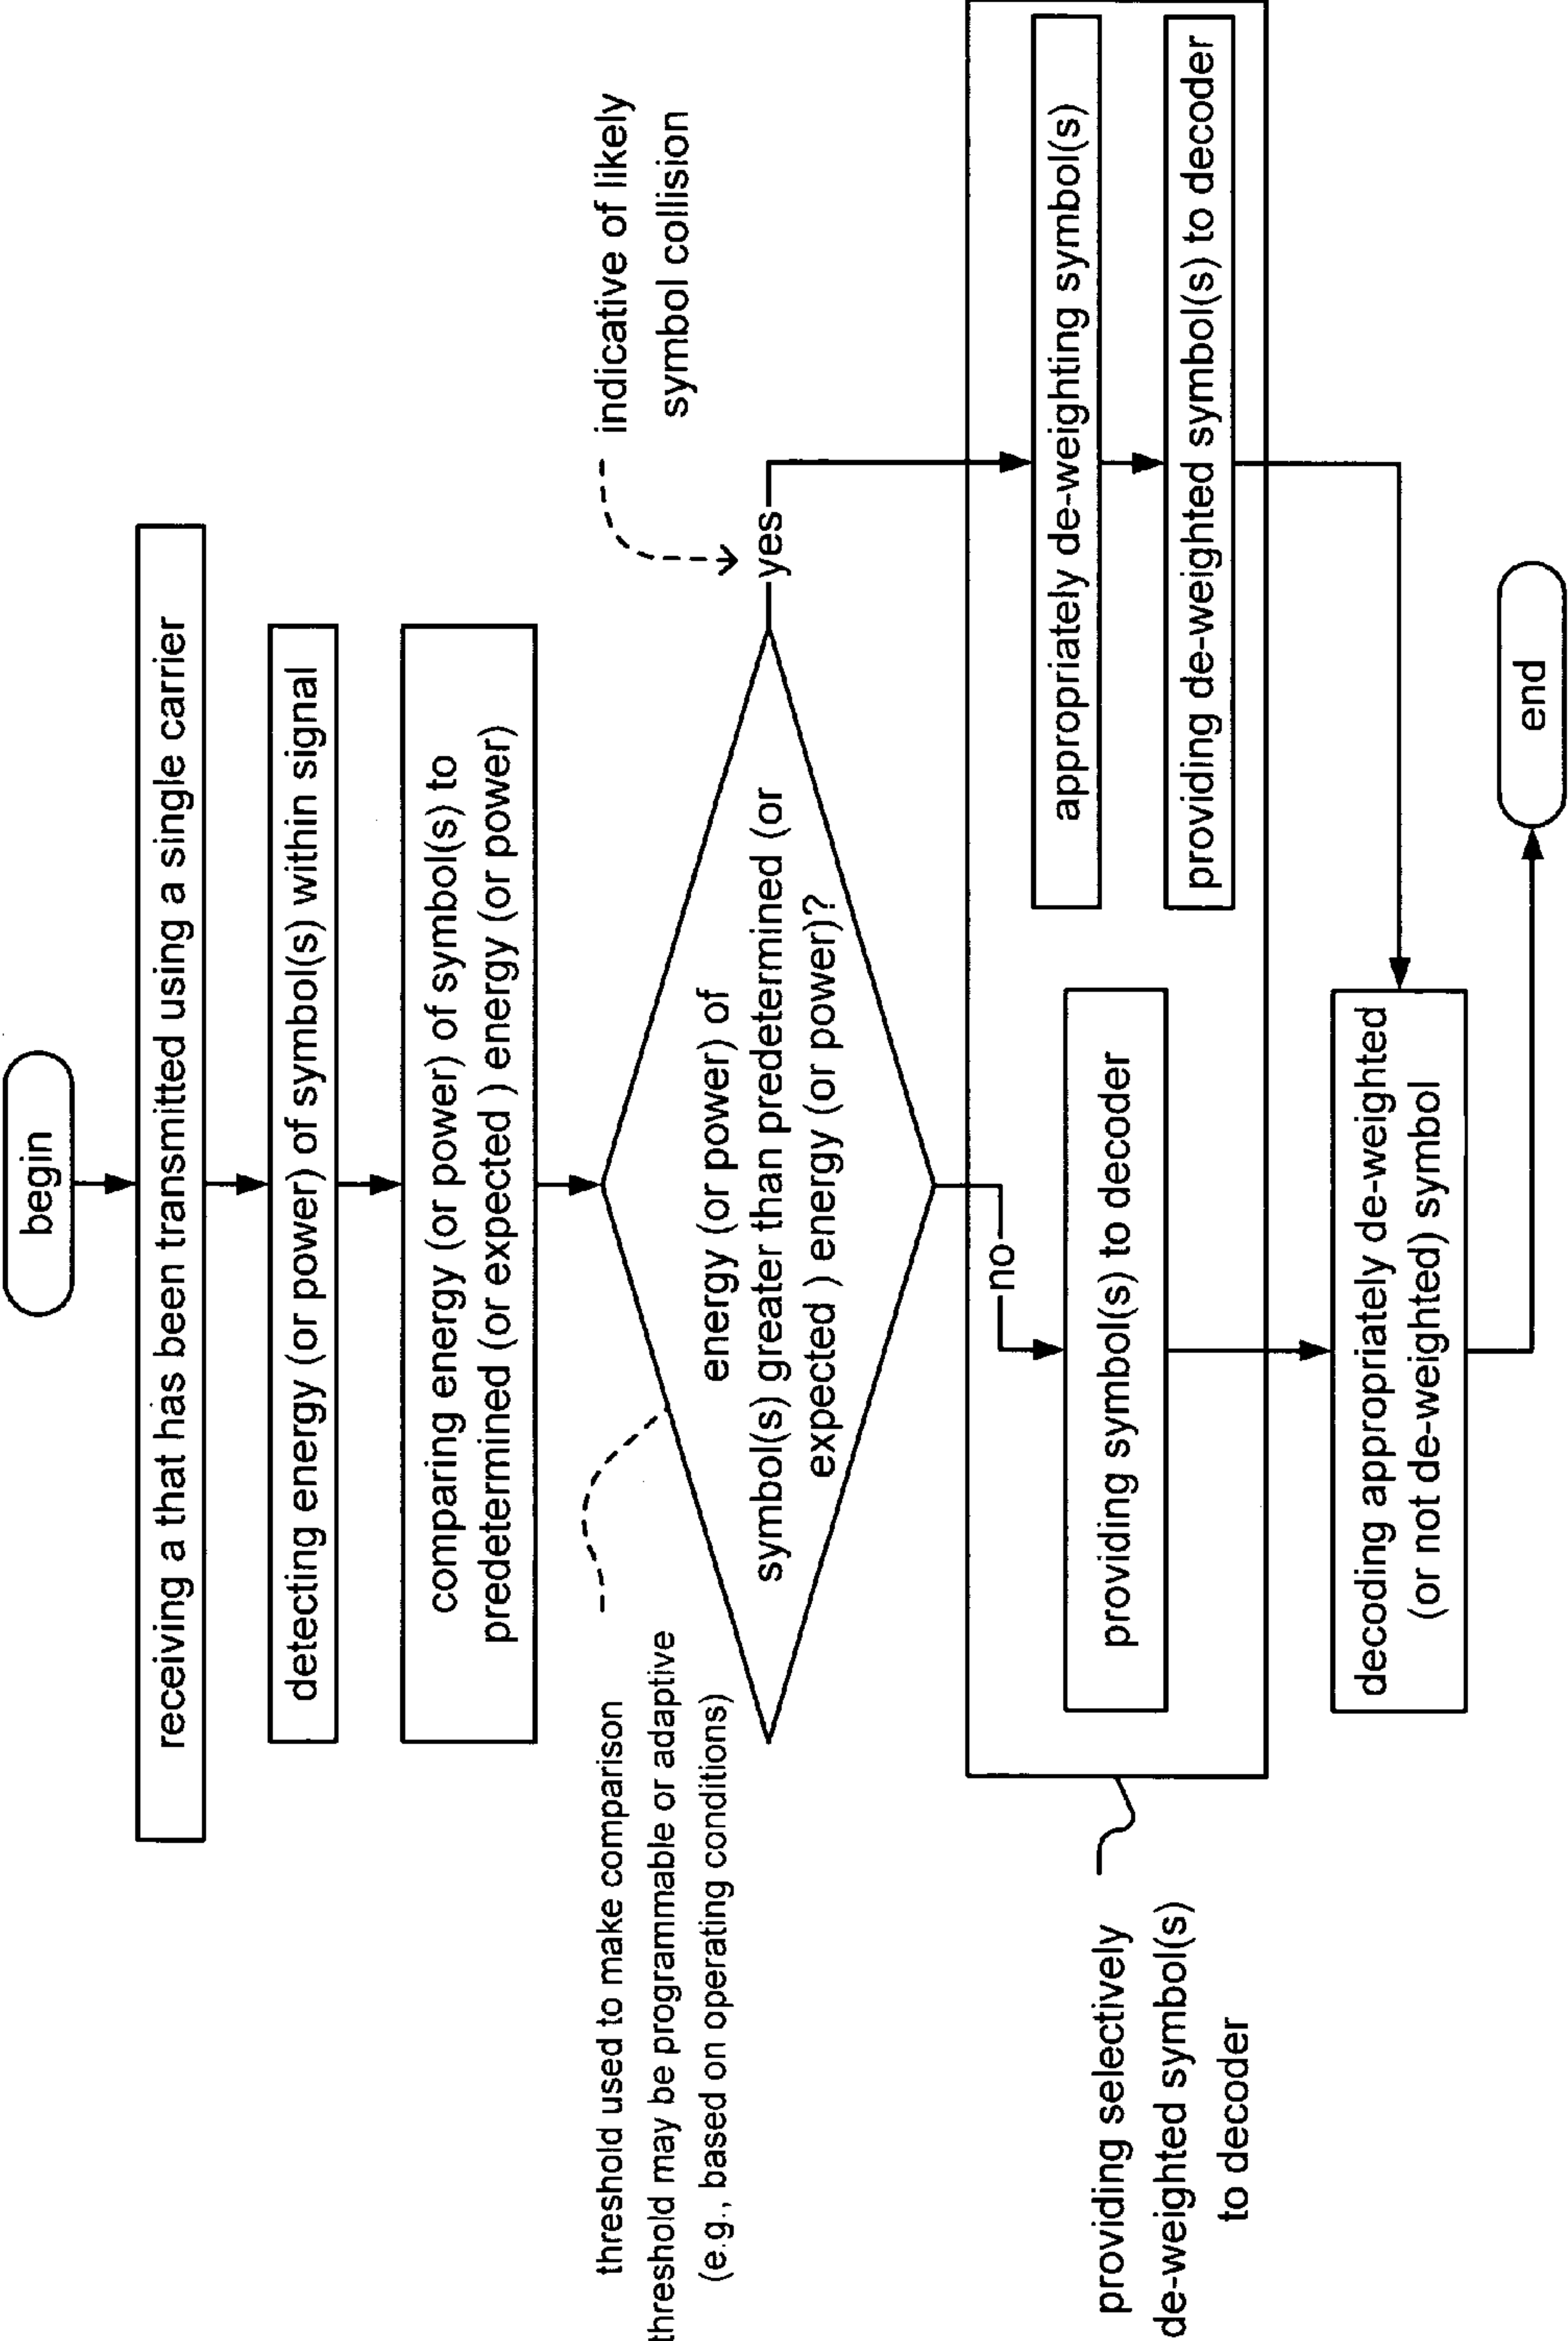 begin
receiving a that has been transmitted using a single carrier
detecting energy (or power) of symbol(s) within signal
comparing energy (or power) of symbol(s) to
predetermined (or expected ) energy (or power)
threshold used to make comparison
threshold may be programmable or adaptive
(e.g., based on operating conditions)
energy (or power) of
symbol(s) greater than predetermined (or
expected ) energy (or power)?
indicative of likely
symbol collision
yes
no
providing selectively
de-weighted symbol(s)
to decoder
providing symbol(s) to decoder
appropriately de-weighting symbol(s)
providing de-weighted symbol(s) to decoder
decoding appropriately de-weighted
(or not de-weighted) symbol
end